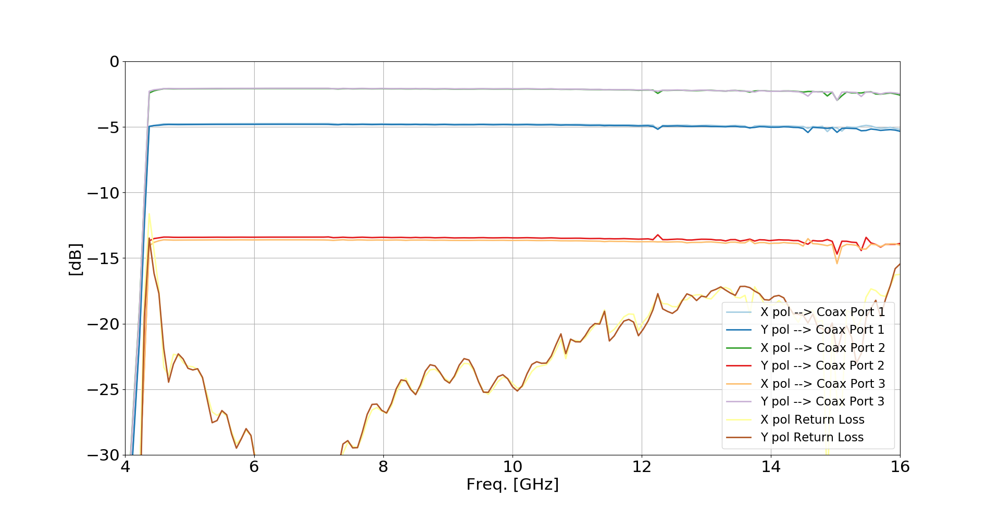 0
−5
−10
−15
−20
−25
−30
[dB]
4 6 8 10 12 14 16
Freq. [GHz]
X pol --> Coax Port 1
Y pol --> Coax Port 1
X pol --> Coax Port 2
Y pol --> Coax Port 2
X pol --> Coax Port 3
Y pol --> Coax Port 3
X pol Return Loss
Y pol Return Loss